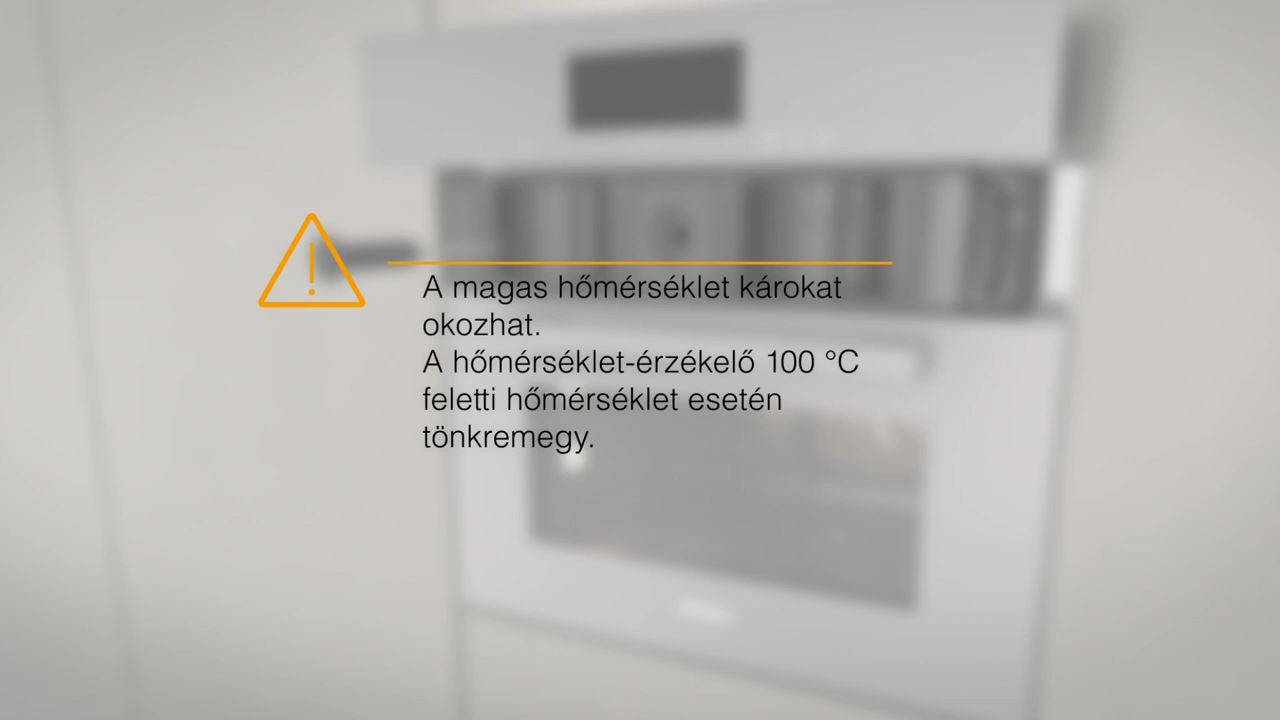 A magas hőmérséklet károkat
okozhat.
A hőmérséklet-érzékelő 100 °C
feletti hőmérséklet esetén
tönkremegy.